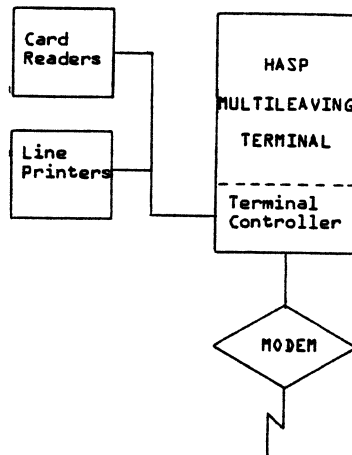 Card
Readers
HASP
MULTILEAVING
TERMINAL
Line
Printers
Terminal
Controller
MODEM